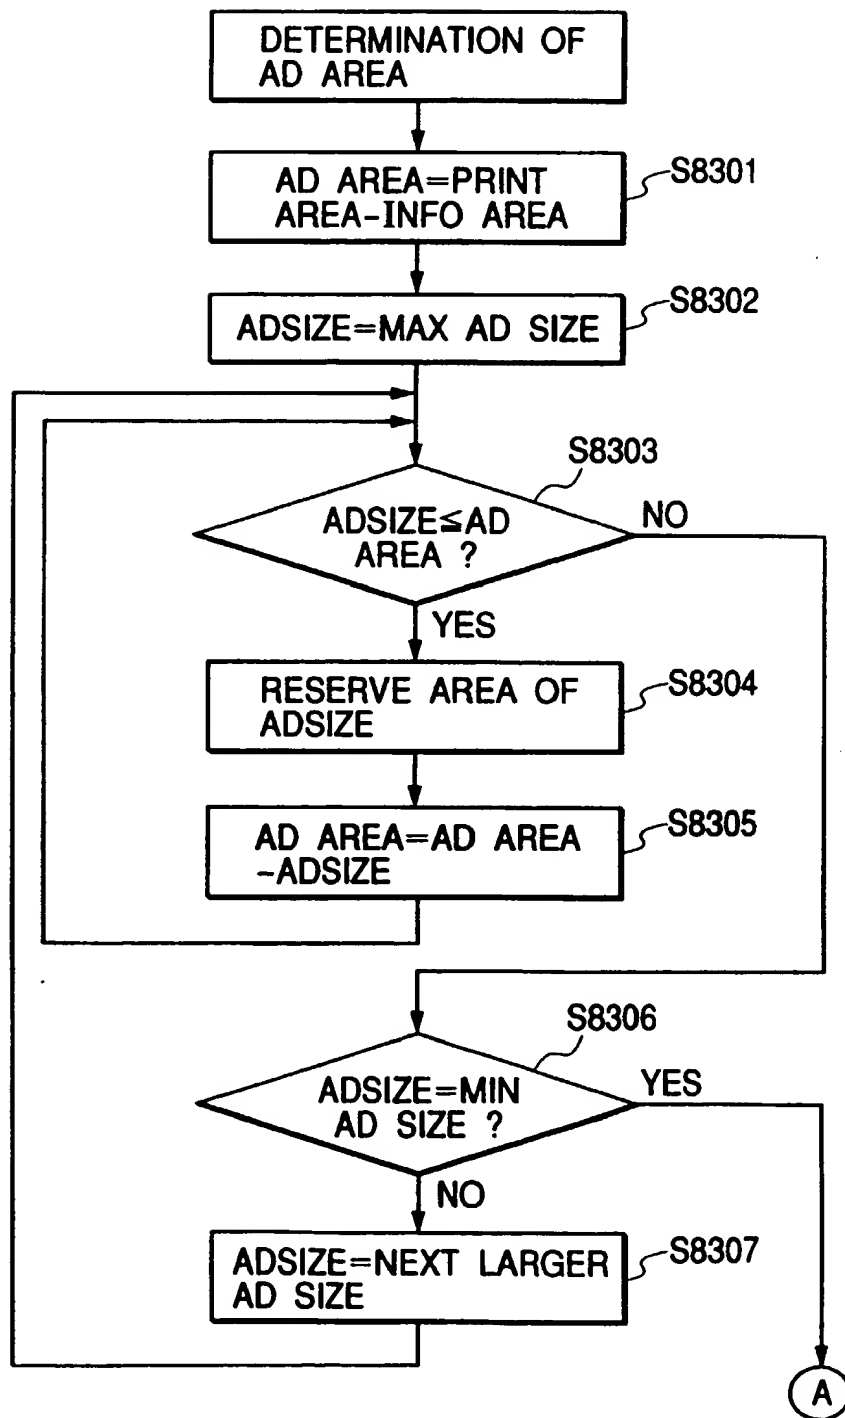 DETERMINATION OF
AD AREA
AD AREA=PRINT
AREA-INFO AREA
S8301
ADSIZE=MAX AD SIZE
S8302
S8303
ADSIZE≦AD
AREA ?
NO
YES
RESERVE AREA OF
ADSIZE
S8304
AD AREA=AD AREA
-ADSIZE
S8305
S8306
ADSIZE=MIN
AD SIZE ?
YES
NO
ADSIZE=NEXT LARGER
AD SIZE
S8307
A